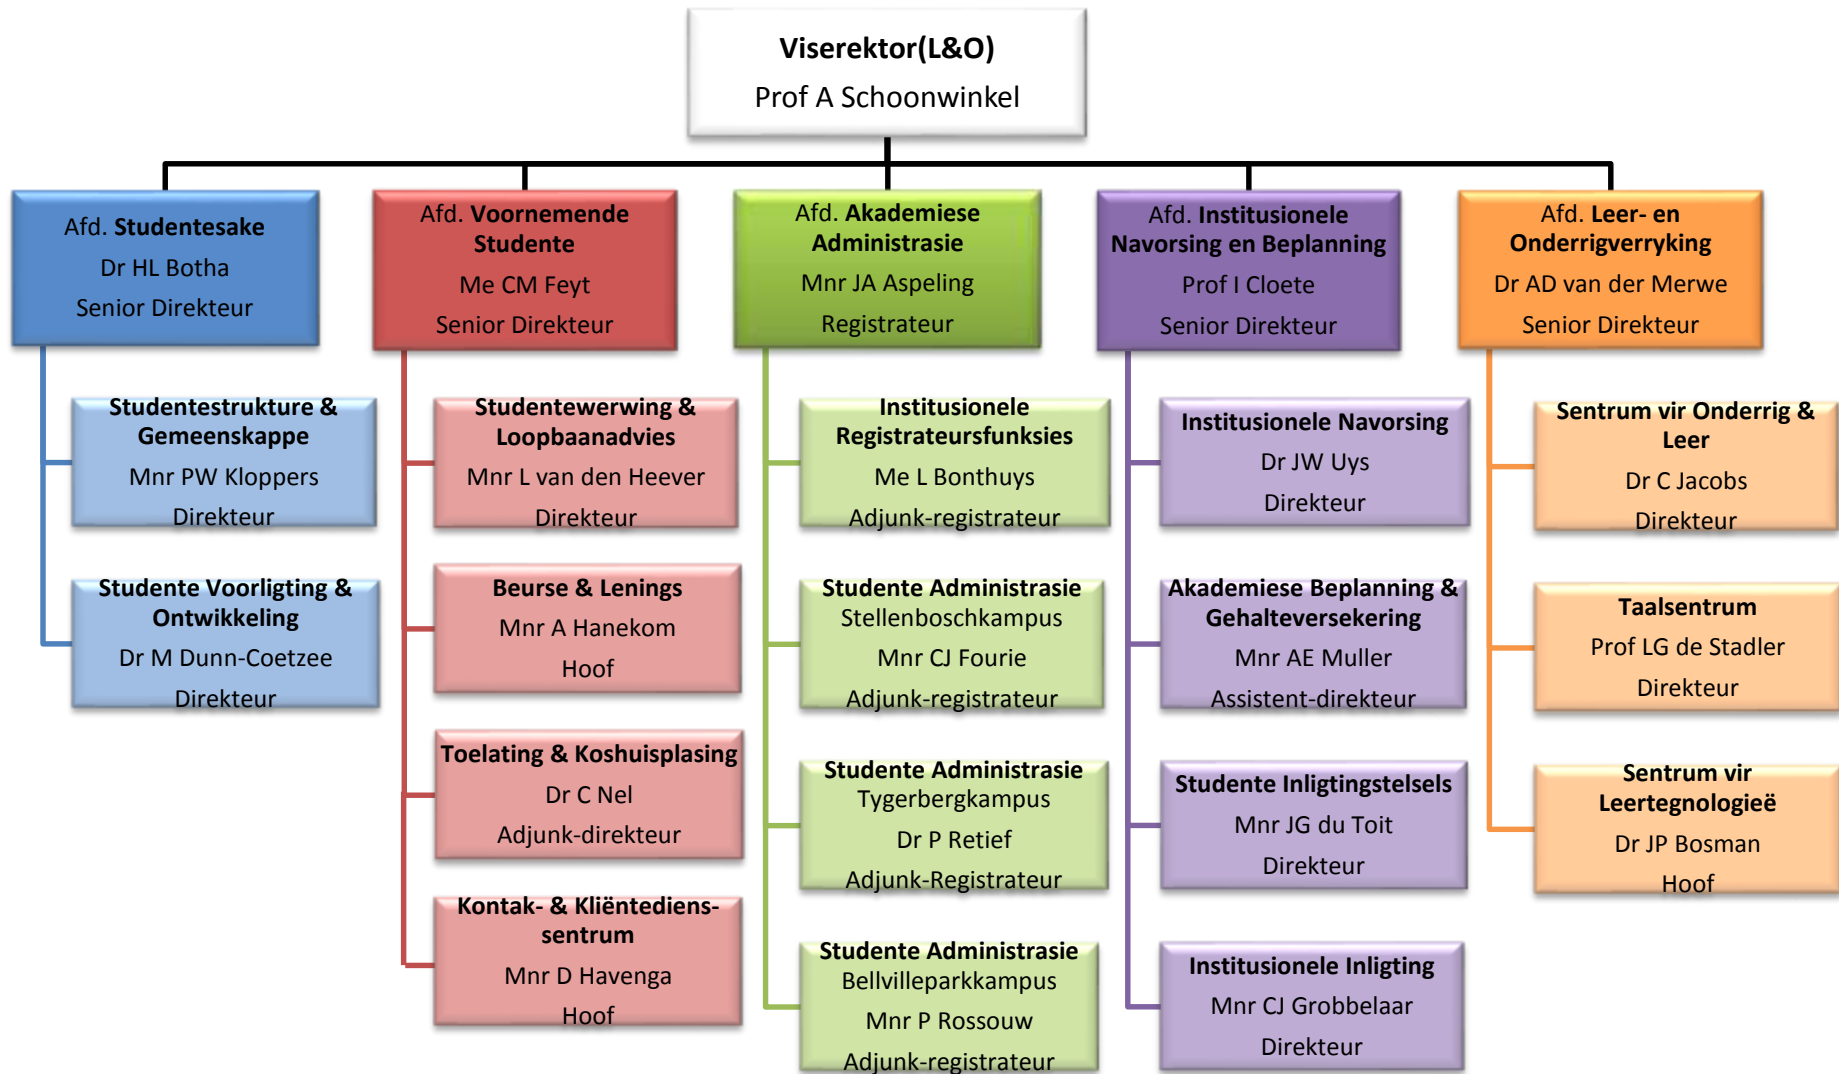 Viserektor(L&O)
Prof A Schoonwinkel
Afd. Studentesake
Dr HL Botha
Senior Direkteur
Studentestrukture &
Gemeenskappe
Mnr PW Kloppers
Direkteur
Studente Voorligting &
Ontwikkeling
Dr M Dunn-Coetzee
Direkteur
Afd. Voornemende
Studente
Me CM Feyt
Senior Direkteur
Studentewerwing &
Loopbaanadvies
Mnr L van den Heever
Direkteur
Beurse & Lenings
Mnr A Hanekom
Hoof
Toelating & Koshuisplasing
Dr C Nel
Adjunk-direkteur
Kontak- & Kliëntediens-
sentrum
Mnr D Havenga
Hoof
Afd. Akademiese
Administrasie
Mnr JA Aspeling
Registrateur
Institusionele
Registrateursfunksies
Me L Bonthuys
Adjunk-registrateur
Studente Administrasie
Stellenboschkampus
Mnr CJ Fourie
Adjunk-registrateur
Studente Administrasie
Tygerbergkampus
Dr P Retief
Adjunk-Registrateur
Studente Administrasie
Bellvilleparkkampus
Mnr P Rossouw
Adjunk-registrateur
Afd. Institusionele
Navorsing en Beplanning
Prof I Cloete
Senior Direkteur
Institusionele Navorsing
Dr JW Uys
Direkteur
Akademiese Beplanning &
Gehalteversekering
Mnr AE Muller
Assistent-direkteur
Studente Inligtingstelsels
Mnr JG du Toit
Direkteur
Institusionele Inligting
Mnr CJ Grobbelaar
Direkteur
Afd. Leer- en
Onderrigverryking
Dr AD van der Merwe
Senior Direkteur
Sentrum vir Onderrig &
Leer
Dr C Jacobs
Direkteur
Taalsentrum
Prof LG de Stadler
Direkteur
Sentrum vir
Leertegnologieë
Dr JP Bosman
Hoof